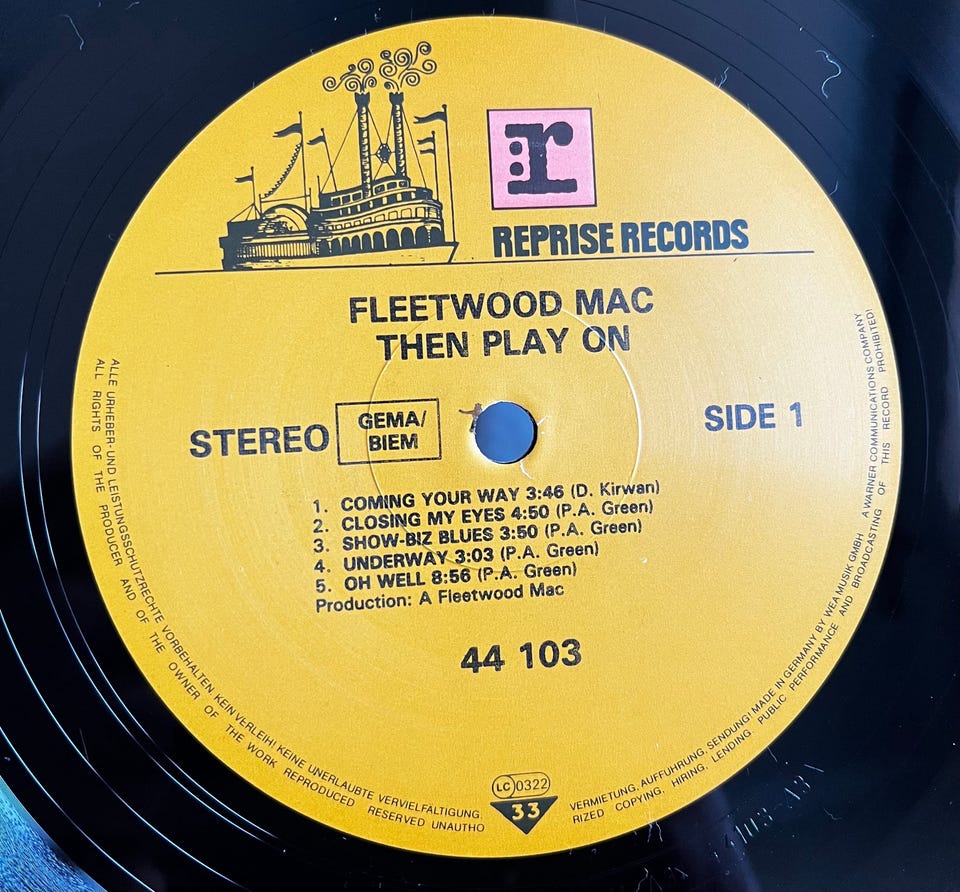 r
REPRISE RECORDS
FLEETWOOD MAC
THEN PLAY ON
STEREO
GEMA/
BIEM
SIDE 1
1. COMING YOUR WAY 3:46 (D. Kirwan)
2. CLOSING MY EYES 4:50 (P.A. Green)
3. SHOW-BIZ BLUES 3:50 (P.A. Green)
4. UNDERWAY 3:03 (P.A. Green)
5. OH WELL 8:56 (P.A. Green)
Production: A Fleetwood Mac
44 103
LC 0322
33
ALLE URHEBER- UND LEISTUNGSSCHUTZRECHTE VORBEHALTEN. KEIN VERLEIH! KEINE UNERLAUBTE VERVIELFÄLTIGUNG. VERMIETUNG, AUFFÜHRUNG, SENDUNG! MADE IN GERMANY BY WEA MUSIK GMBH A WARNER COMMUNICATIONS COMPANY
ALL RIGHTS OF THE PRODUCER AND OF THE OWNER OF THE WORK REPRODUCED RESERVED UNAUTHORIZED COPYING, HIRING, LENDING PUBLIC PERFORMANCE AND BROADCASTING OF THIS RECORD PROHIBITED!